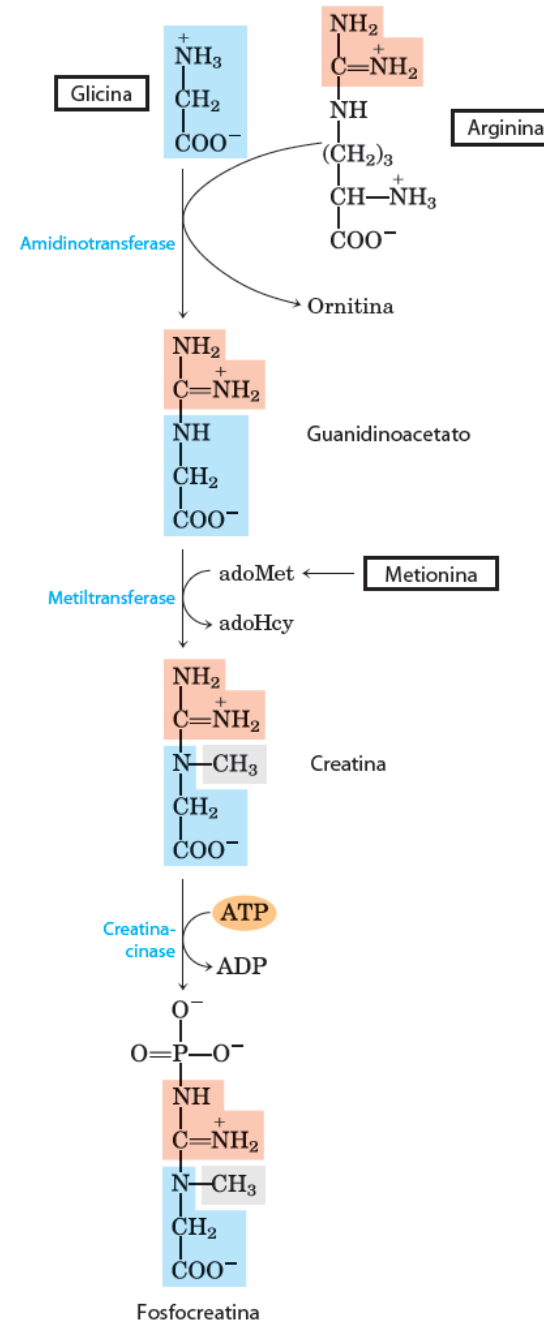 Glicina
+
NH3
CH2
COO−
NH2
+
C=NH2
NH
(CH2)3
+
CH—NH3
COO−
Arginina
Amidinotransferase
Ornitina
NH2
+
C=NH2
NH
CH2
COO−
Guanidinoacetato
Metiltransferase
adoMet
Metionina
adoHcy
NH2
+
C=NH2
N—CH3
CH2
COO−
Creatina
Creatina-
cinase
ATP
ADP
O−
O=P—O−
NH
+
C=NH2
N—CH3
CH2
COO−
Fosfocreatina